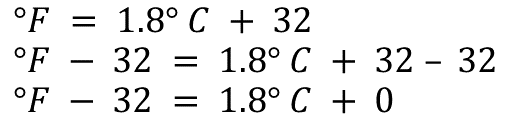 °F = 1.8° C + 32
°F − 32 = 1.8° C + 32 – 32
°F − 32 = 1.8° C + 0